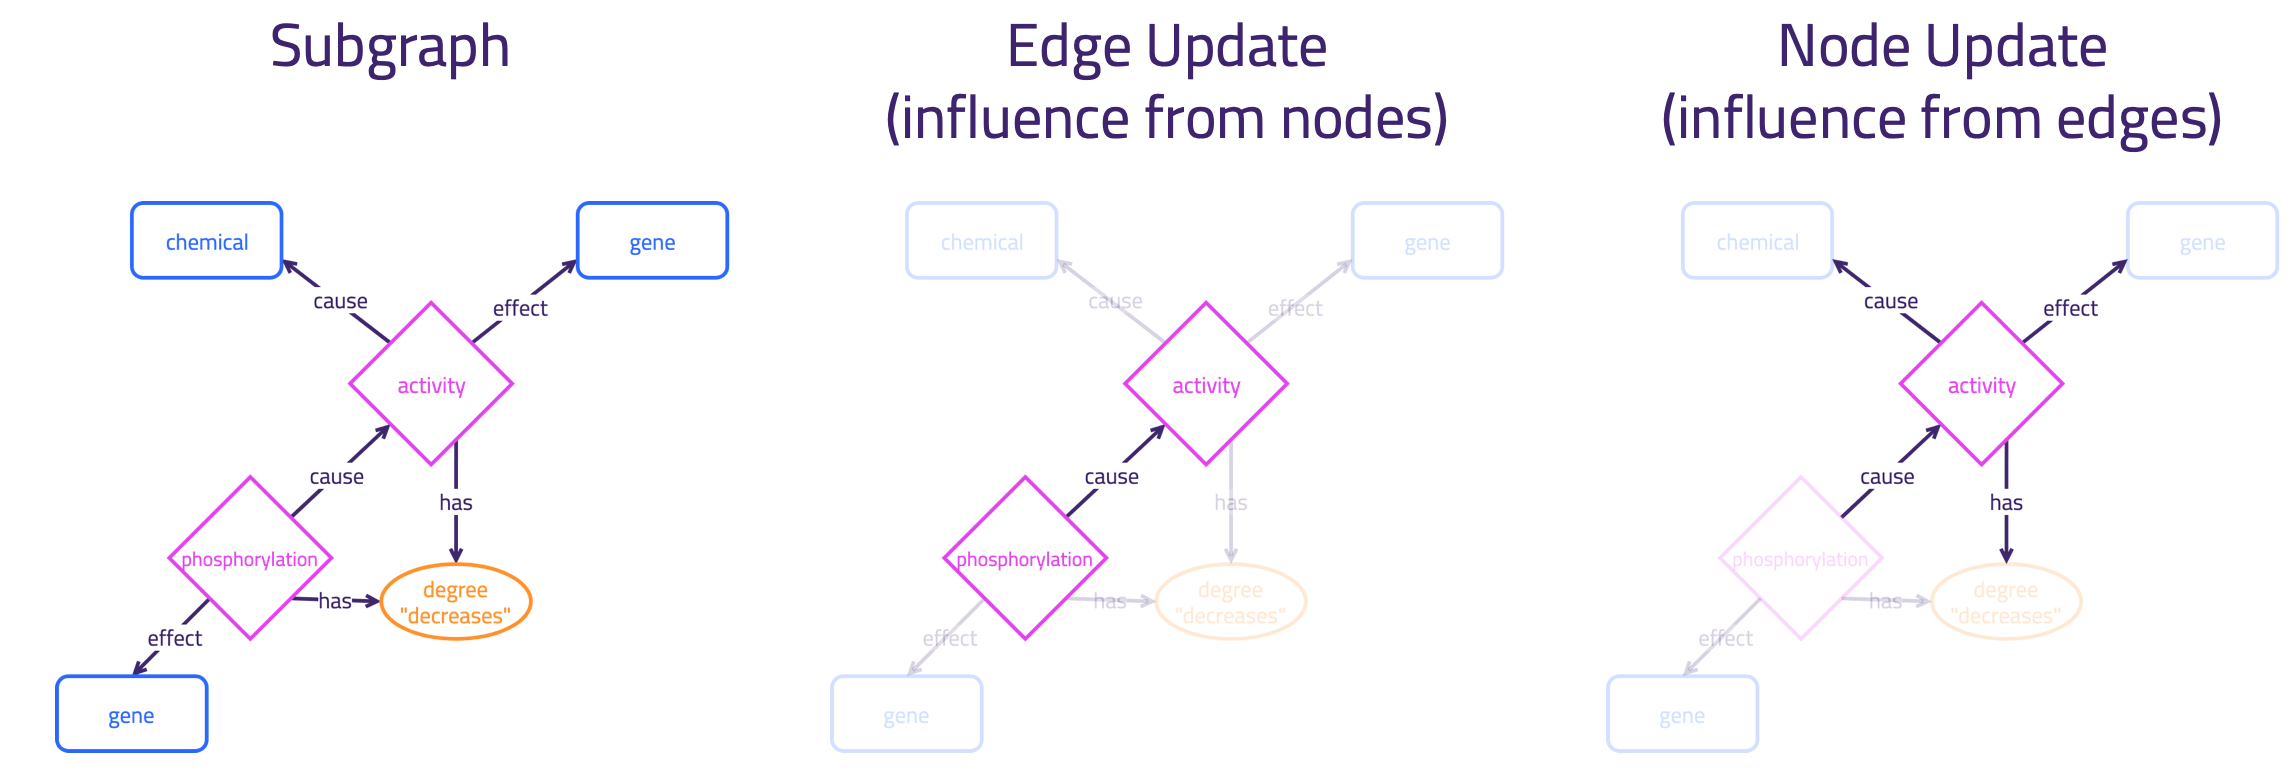 Subgraph
chemical
gene
cause
effect
activity
cause
has
phosphorylation
has
degree
"decreases"
effect
gene
Edge Update
(influence from nodes)
chemical
gene
cause
effect
activity
cause
has
phosphorylation
has
degree
"decreases"
effect
gene
Node Update
(influence from edges)
chemical
gene
cause
effect
activity
cause
has
phosphorylation
has
degree
"decreases"
effect
gene